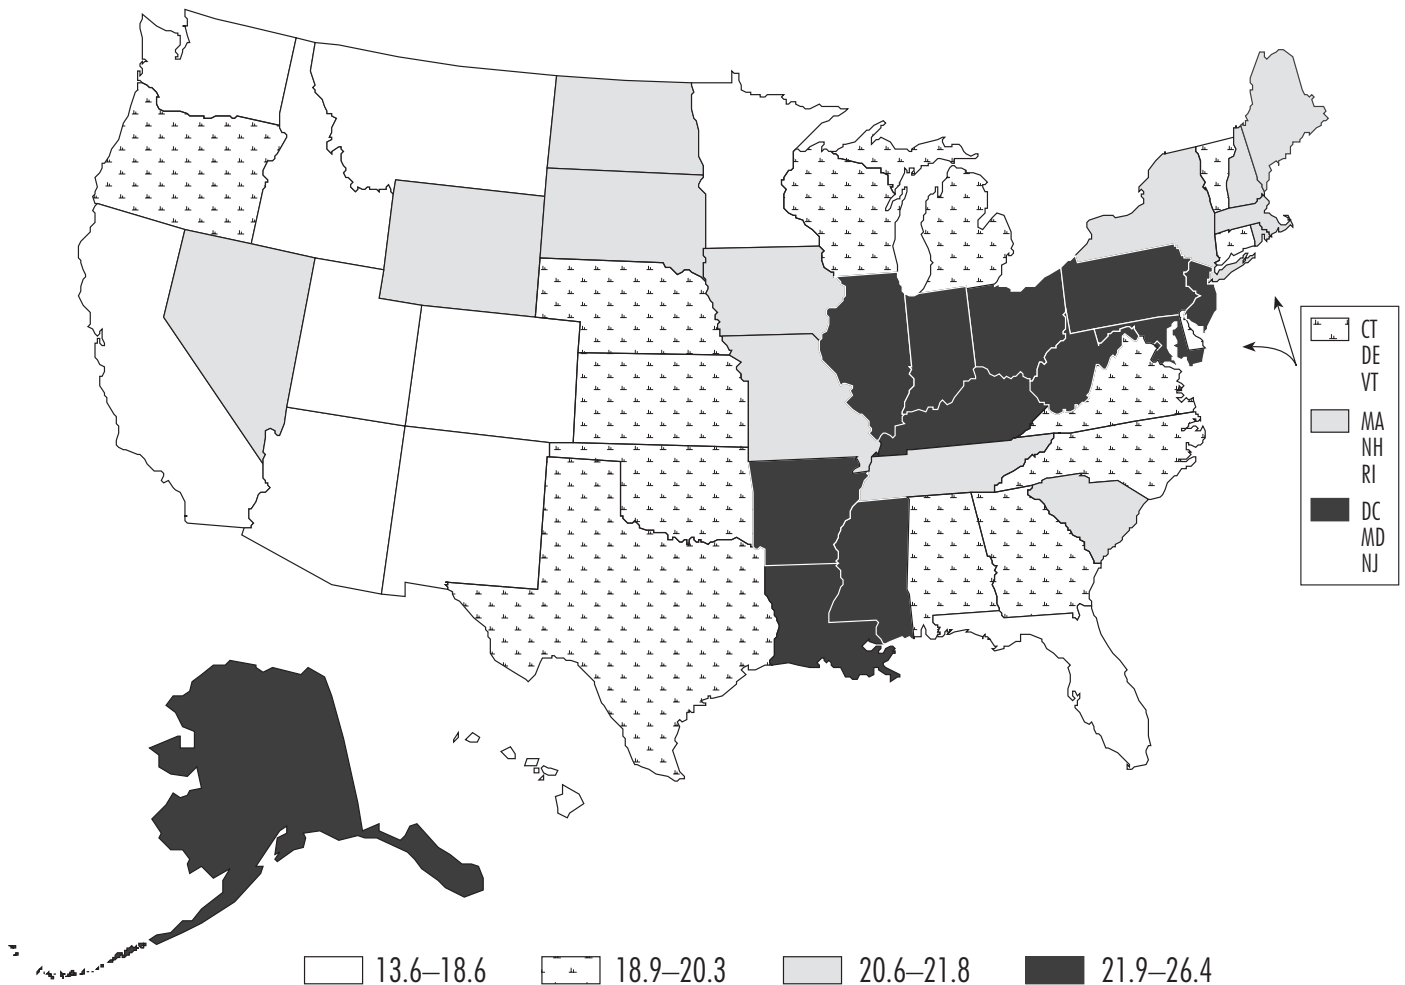 CT
DE
VT
MA
NH
RI
DC
MD
NJ
13.6–18.6 18.9–20.3 20.6–21.8 21.9–26.4